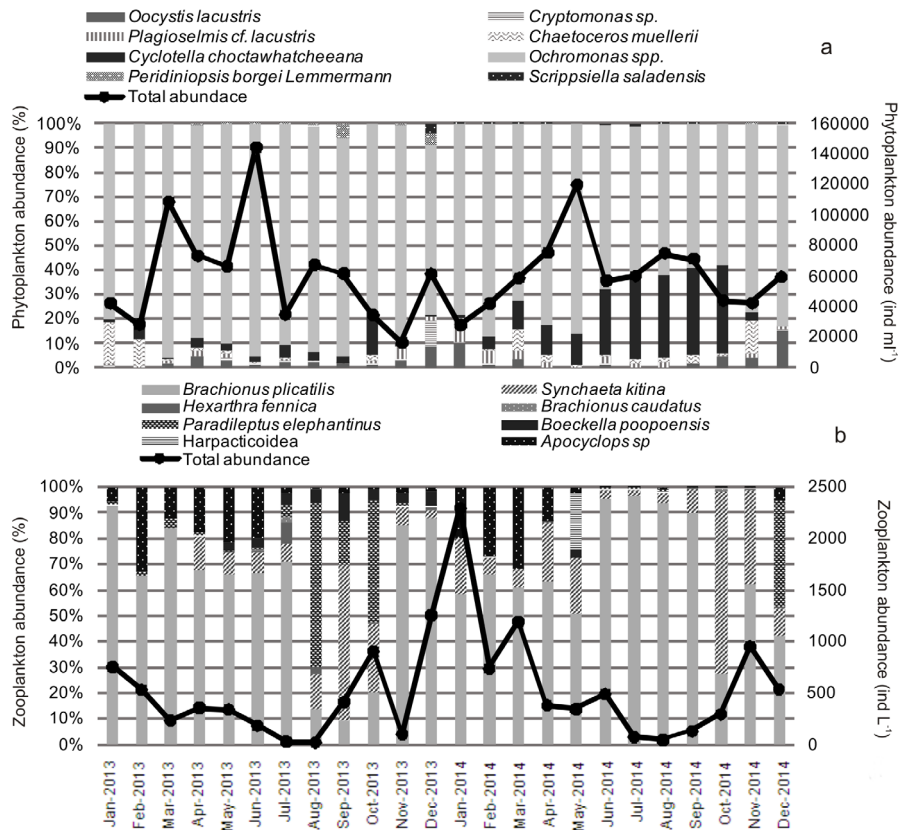 Oocystis lacustris
Cryptomonas sp.
Plagioselmis cf. lacustris
Chaetoceros muellerii
a
Cyclotella choctawhatcheeana
Ochromonas spp.
Peridiniopsis borgei Lemmermann
Scrippsiella saladensis
Total abundace
Phytoplankton abundance (%)
100%
90%
80%
70%
60%
50%
40%
30%
20%
10%
0%
160000
140000
120000
100000
80000
60000
40000
20000
0
Phytoplankton abundance (ind ml-1)
Brachionus plicatilis
Synchaeta kitina
Hexarthra fennica
Brachionus caudatus
b
Paradileptus elephantinus
Boeckella poopoensis
Harpacticoidea
Apocyclops sp
Total abundance
Zooplankton abundance (%)
100%
90%
80%
70%
60%
50%
40%
30%
20%
10%
0%
2500
2000
1500
1000
500
0
Zooplankton abundance (ind L-1)
Jan-2013
Feb-2013
Mar-2013
Apr-2013
May-2013
Jun-2013
Jul-2013
Aug-2013
Sep-2013
Oct-2013
Nov-2013
Dec-2013
Jan-2014
Feb-2014
Mar-2014
Apr-2014
May-2014
Jun-2014
Jul-2014
Aug-2014
Sep-2014
Oct-2014
Nov-2014
Dec-2014